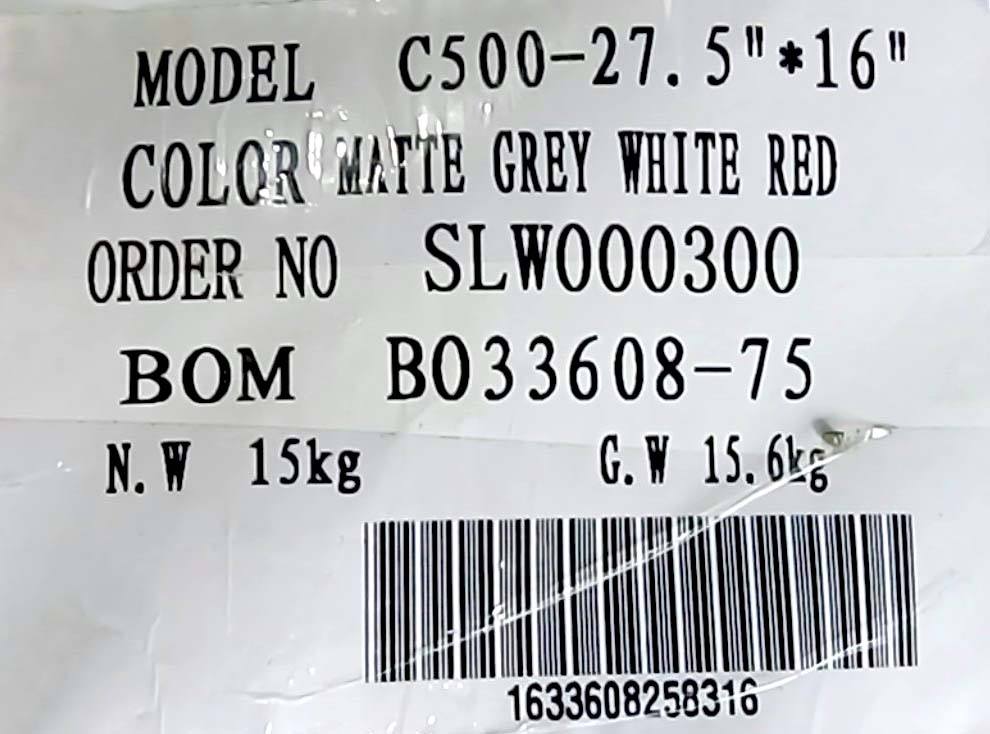 MODEL C500-27.5"*16"
COLOR MATTE GREY WHITE RED
ORDER NO SLW000300
BOM B033608-75
N.W 15kg G.W 15.6kg
1633608258316